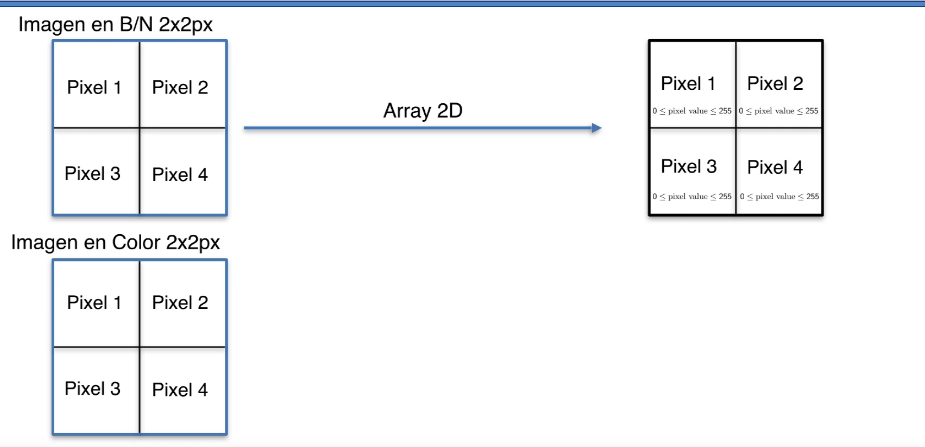 Imagen en B/N 2x2px
Pixel 1 Pixel 2
Pixel 3 Pixel 4
Array 2D
Pixel 1 Pixel 2
0 ≤ pixel value ≤ 255 0 ≤ pixel value ≤ 255
Pixel 3 Pixel 4
0 ≤ pixel value ≤ 255 0 ≤ pixel value ≤ 255
Imagen en Color 2x2px
Pixel 1 Pixel 2
Pixel 3 Pixel 4